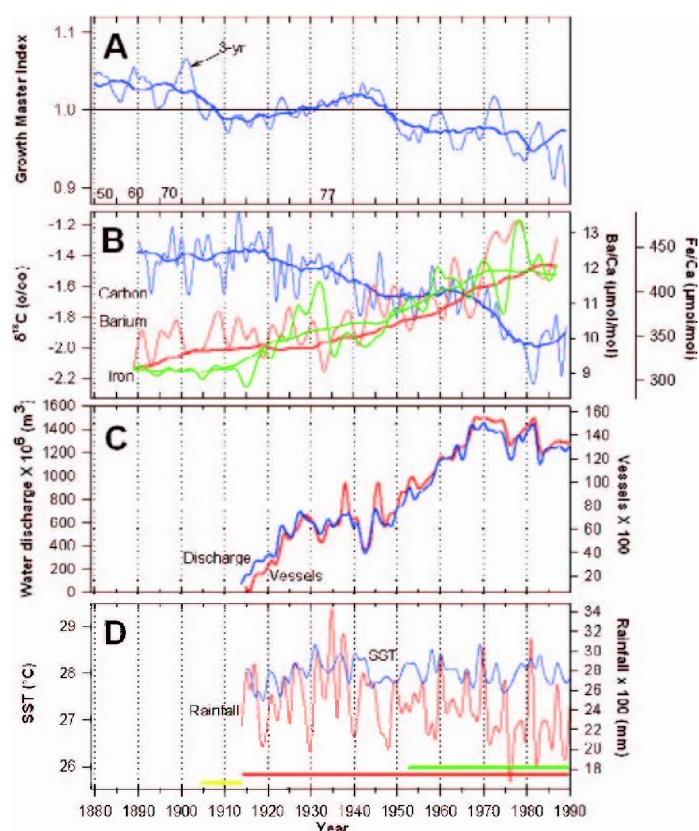 A
Growth Master Index
1.1
1.0
0.9
3-yr
50 60 70 77
B
δ¹³C (o/oo)
-1.2
-1.4
-1.6
-1.8
-2.0
-2.2
Carbon
Barium
Iron
13
12
11
10
9
Ba/Ca (µmol/mol)
450
400
350
300
Fe/Ca (µmol/mol)
C
Water discharge X 10⁶ (m³)
1600
1400
1200
1000
800
600
400
200
0
Discharge
Vessels
160
140
120
100
80
60
40
20
Vessels X 100
D
SST (°C)
29
28
27
26
SST
Rainfall
34
32
30
28
26
24
22
20
18
Rainfall x 100 (mm)
1880 1890 1900 1910 1920 1930 1940 1950 1960 1970 1980 1990
Year